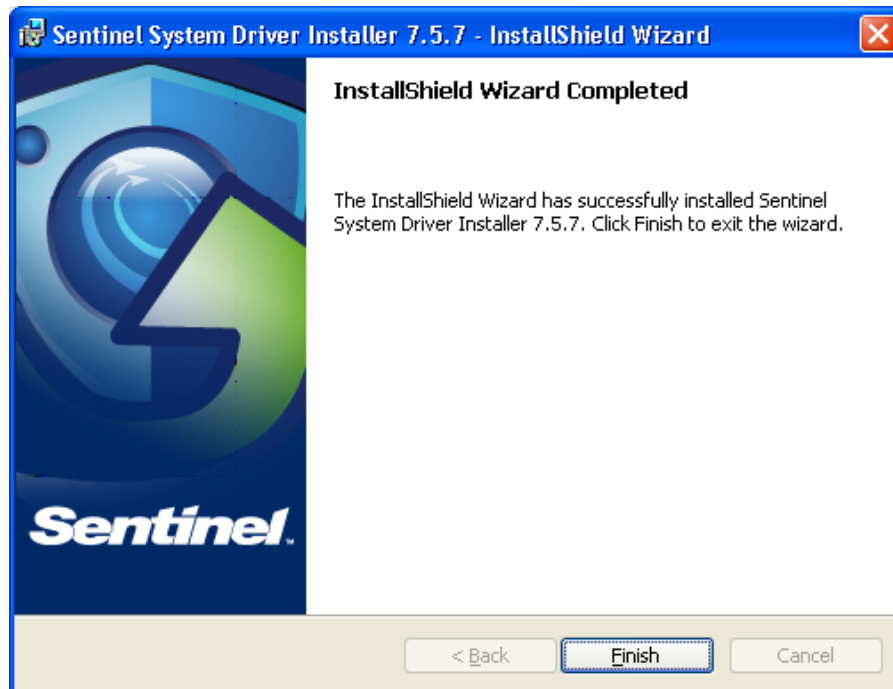 Sentinel System Driver Installer 7.5.7 - InstallShield Wizard
InstallShield Wizard Completed
The InstallShield Wizard has successfully installed Sentinel
System Driver Installer 7.5.7. Click Finish to exit the wizard.
Sentinel™
< Back
Finish
Cancel